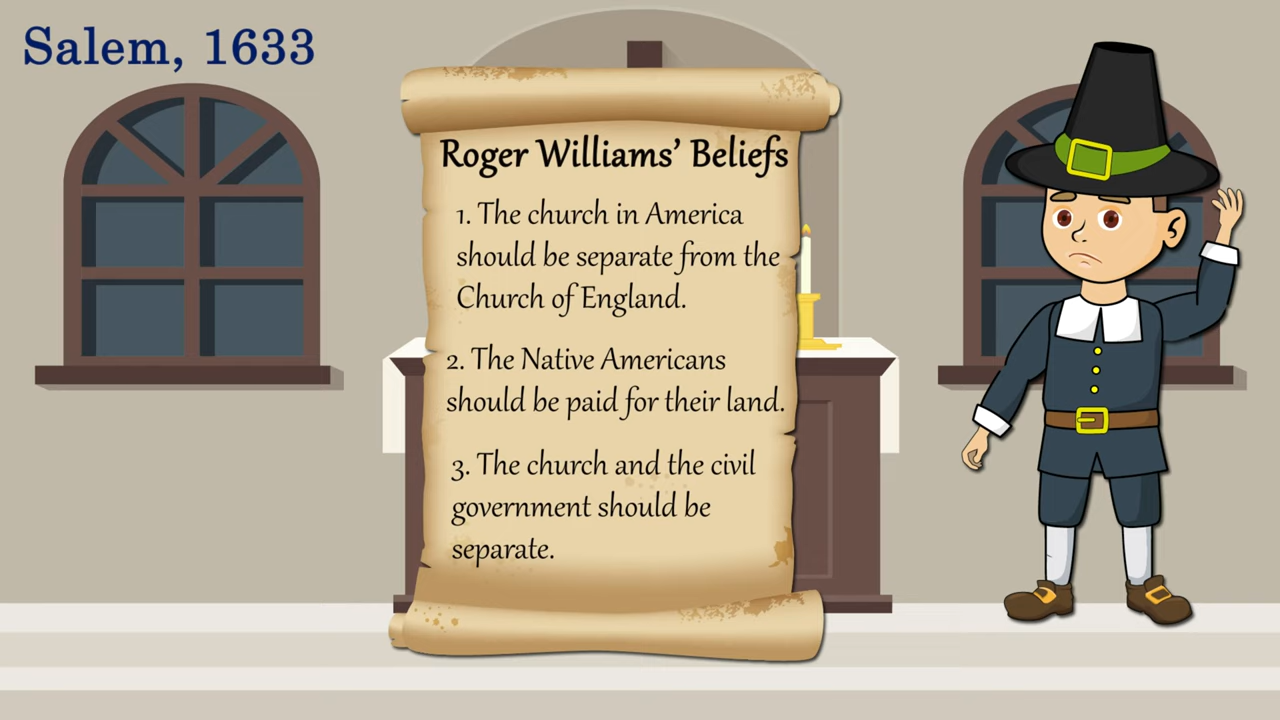 Salem, 1633
Roger Williams’ Beliefs
1. The church in America
should be separate from the
Church of England.
2. The Native Americans
should be paid for their land.
3. The church and the civil
government should be
separate.